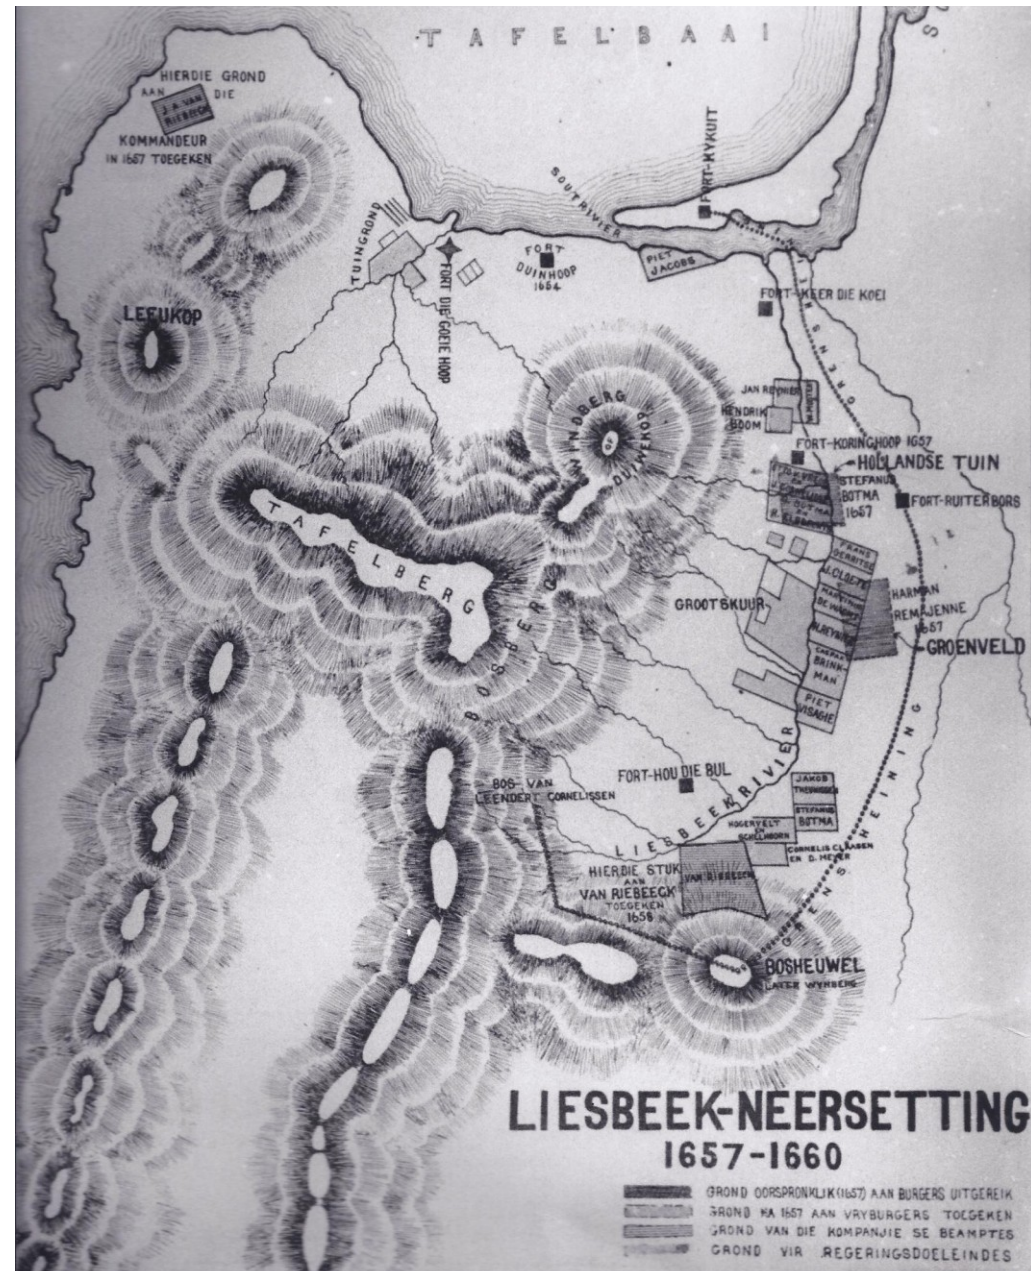 TAFELBAAI
HIERDIE GROND
AAN DIE
J. A. VAN
RIEBEECK
KOMMANDEUR
IN 1657 TOEGEKEN
LEEUKOP
TUINGROND
FORT DIE GOEIE HOOP
FORT
DUINHOOP
1654
SOUTRIVIER
FORT-KYKUIT
PIET
JACOBS
FORT-KEER DIE KOEI
GRENSHEINING
JAN REYNIER
HENDRIK
BOOM
FORT-KORINGHOOP 1657
HOLLANDSE TUIN
STEFANUS
BOTMA
1657
FORT-RUITERBORS
WINDBERG
DUIWEKOP
TAFELBERG
BOSBERG
FRANS
GERRITSE
GROOTSKUUR
HARMAN
REMAJENNE
1657
GROENVELD
BRINK-
MAN
PIET
VISAGIE
LIESBEEKRIVIER
FORT-HOU DIE BUL
BOS VAN
LEENDERT CORNELISSEN
JAKOB
STEFANUS
BOTMA
CORNELIS CLAASEN
EN D. MEYER
HIERDIE STUK
AAN
VAN RIEBEECK
TOEGEKEN
1658
VAN RIEBEECK
GRENSHEINING
BOSHEUWEL
LATER WYNBERG
LIESBEEK-NEERSETTING
1657-1660
GROND OORSPRONKLIK (1657) AAN BURGERS UITGEREIK
GROND NA 1657 AAN VRYBURGERS TOEGEKEN
GROND VAN DIE KOMPANJIE SE BEAMPTES
GROND VIR REGERINGSDOELEINDES